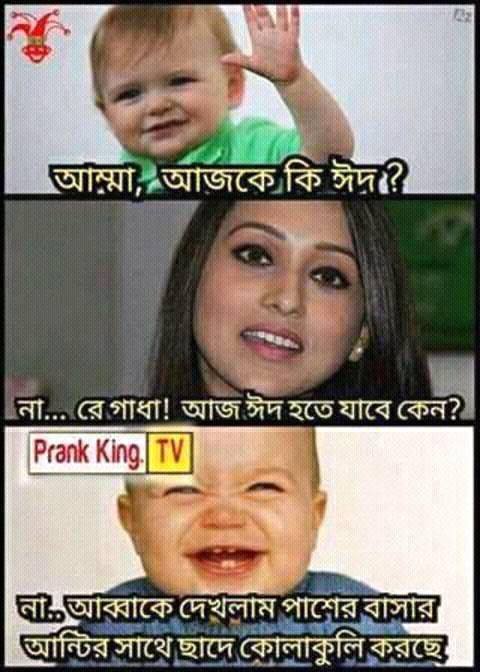 আম্মা, আজকে কি ঈদ ?
না... রে গাধা! আজ ঈদ হতে যাবে কেন?
Prank King. TV
না.. আব্বাকে দেখলাম পাশের বাসার
আন্টির সাথে ছাদে কোলাকুলি করছে